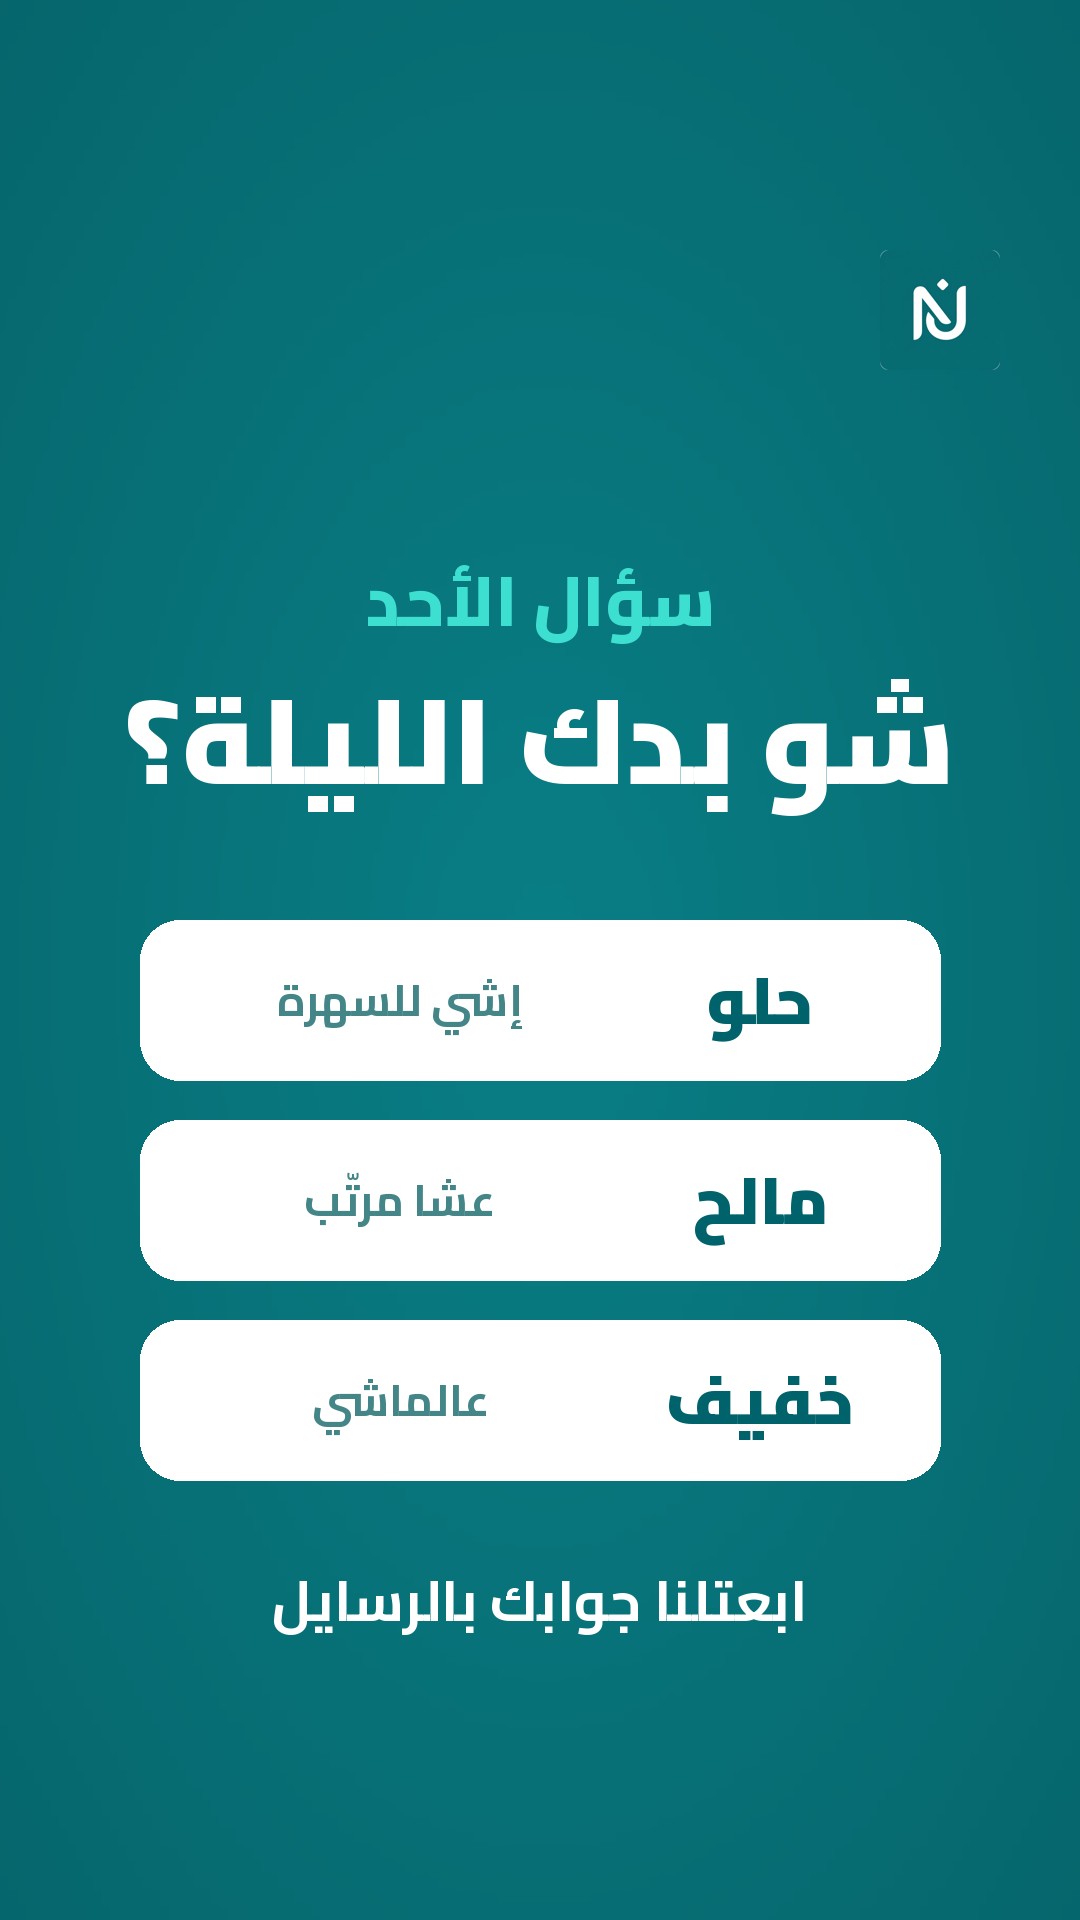 سؤال الأحد
شو بدك الليلة؟
حلو إشي للسهرة
مالح عشا مرتّب
خفيف عالماشي
ابعتلنا جوابك بالرسايل